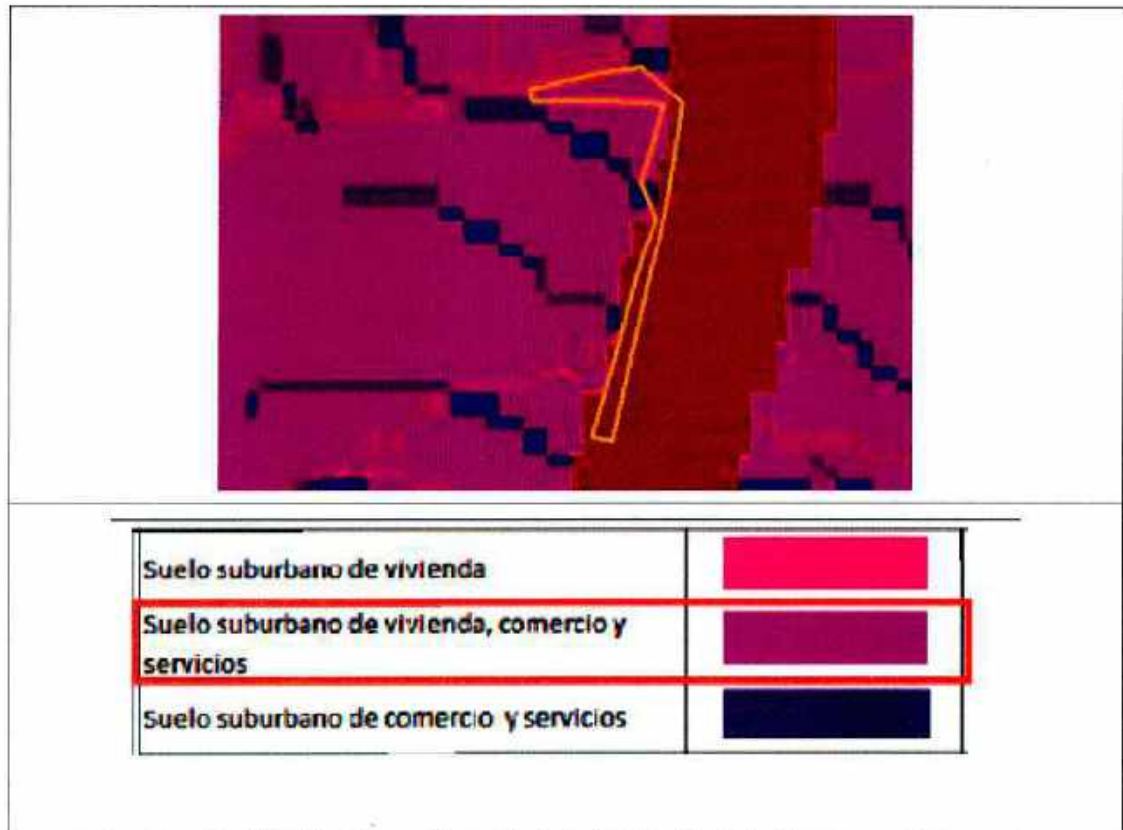 Suelo suburbano de vivienda
Suelo suburbano de vivienda, comercio y
servicios
Suelo suburbano de comercio y servicios